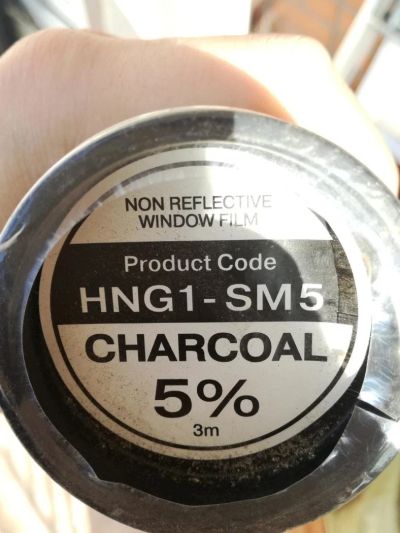 NON REFLECTIVE
WINDOW FILM
Product Code
HNG1-SM5
CHARCOAL
5%
3m